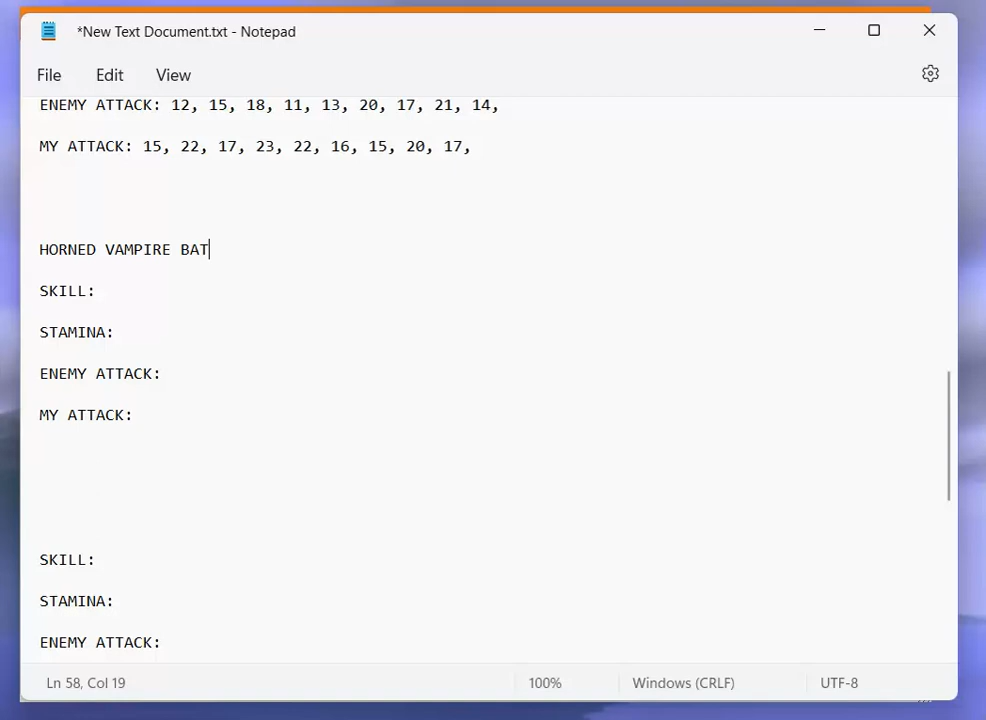 *New Text Document.txt - Notepad
File Edit View
ENEMY ATTACK: 12, 15, 18, 11, 13, 20, 17, 21, 14,
MY ATTACK: 15, 22, 17, 23, 22, 16, 15, 20, 17,
HORNED VAMPIRE BAT
SKILL:
STAMINA:
ENEMY ATTACK:
MY ATTACK:
SKILL:
STAMINA:
ENEMY ATTACK:
Ln 58, Col 19 100% Windows (CRLF) UTF-8